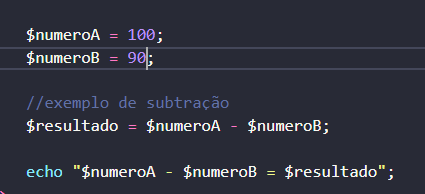 $numeroA = 100;
$numeroB = 90;
//exemplo de subtração
$resultado = $numeroA - $numeroB;
echo "$numeroA - $numeroB = $resultado";